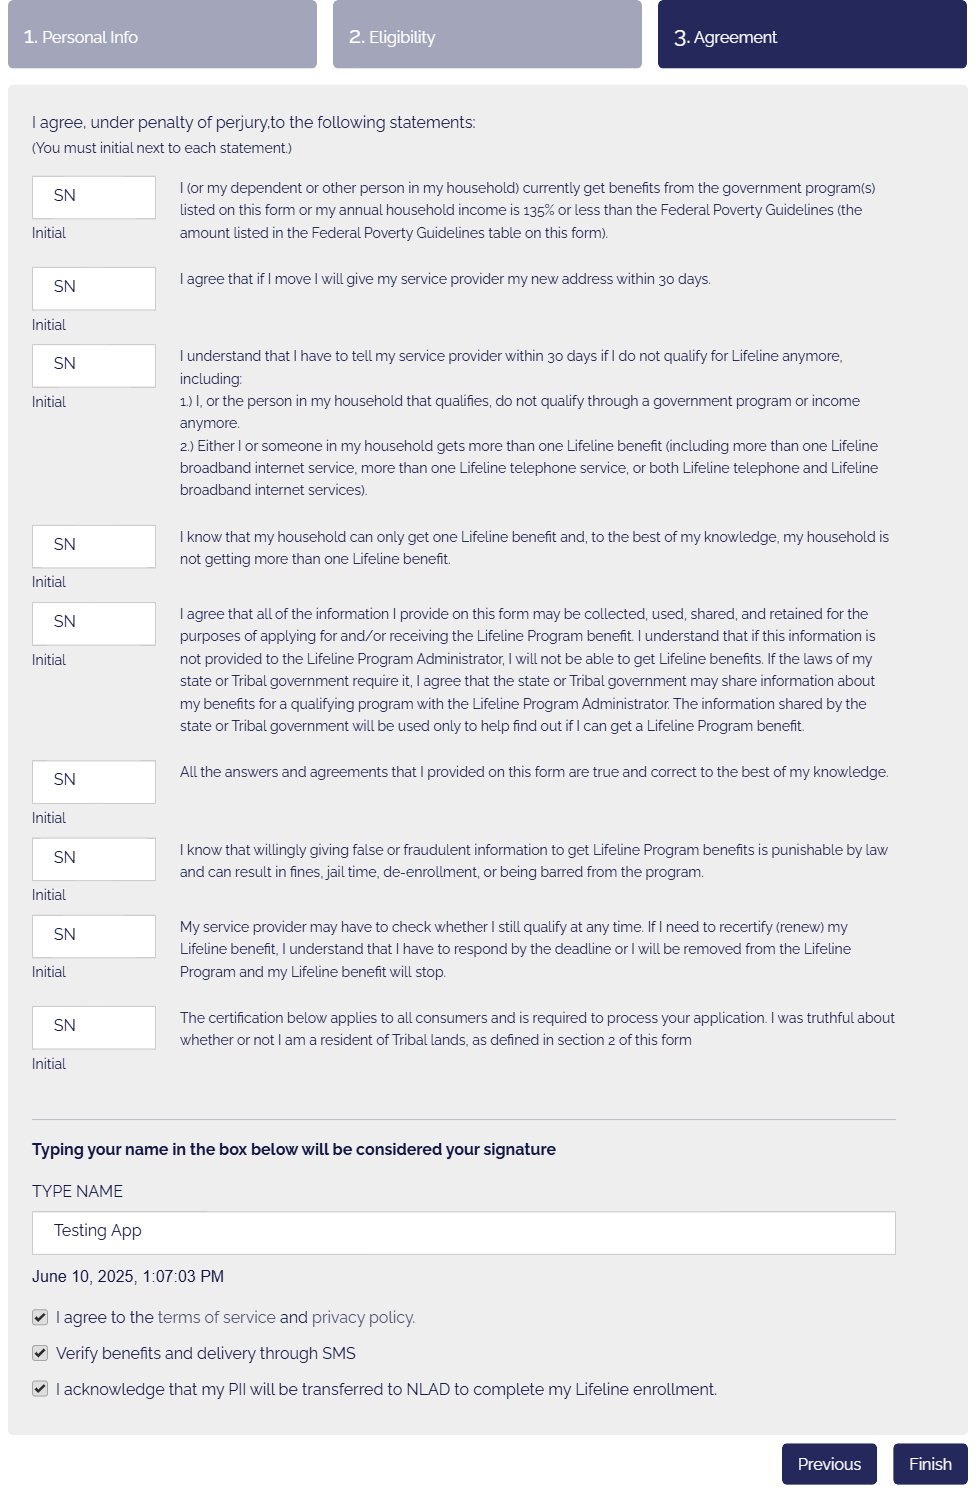 1. Personal Info
2. Eligibility
3. Agreement
I agree, under penalty of perjury,to the following statements:
(You must initial next to each statement.)
SN
Initial
I (or my dependent or other person in my household) currently get benefits from the government program(s)
listed on this form or my annual household income is 135% or less than the Federal Poverty Guidelines (the
amount listed in the Federal Poverty Guidelines table on this form).
SN
Initial
I agree that if I move I will give my service provider my new address within 30 days.
SN
Initial
I understand that I have to tell my service provider within 30 days if I do not qualify for Lifeline anymore,
including:
1.) I, or the person in my household that qualifies, do not qualify through a government program or income
anymore.
2.) Either I or someone in my household gets more than one Lifeline benefit (including more than one Lifeline
broadband internet service, more than one Lifeline telephone service, or both Lifeline telephone and Lifeline
broadband internet services).
SN
Initial
I know that my household can only get one Lifeline benefit and, to the best of my knowledge, my household is
not getting more than one Lifeline benefit.
SN
Initial
I agree that all of the information I provide on this form may be collected, used, shared, and retained for the
purposes of applying for and/or receiving the Lifeline Program benefit. I understand that if this information is
not provided to the Lifeline Program Administrator, I will not be able to get Lifeline benefits. If the laws of my
state or Tribal government require it, I agree that the state or Tribal government may share information about
my benefits for a qualifying program with the Lifeline Program Administrator. The information shared by the
state or Tribal government will be used only to help find out if I can get a Lifeline Program benefit.
SN
Initial
All the answers and agreements that I provided on this form are true and correct to the best of my knowledge.
SN
Initial
I know that willingly giving false or fraudulent information to get Lifeline Program benefits is punishable by law
and can result in fines, jail time, de-enrollment, or being barred from the program.
SN
Initial
My service provider may have to check whether I still qualify at any time. If I need to recertify (renew) my
Lifeline benefit, I understand that I have to respond by the deadline or I will be removed from the Lifeline
Program and my Lifeline benefit will stop.
SN
Initial
The certification below applies to all consumers and is required to process your application. I was truthful about
whether or not I am a resident of Tribal lands, as defined in section 2 of this form
Typing your name in the box below will be considered your signature
TYPE NAME
Testing App
June 10, 2025, 1:07:03 PM
I agree to the terms of service and privacy policy.
Verify benefits and delivery through SMS
I acknowledge that my PII will be transferred to NLAD to complete my Lifeline enrollment.
Previous
Finish